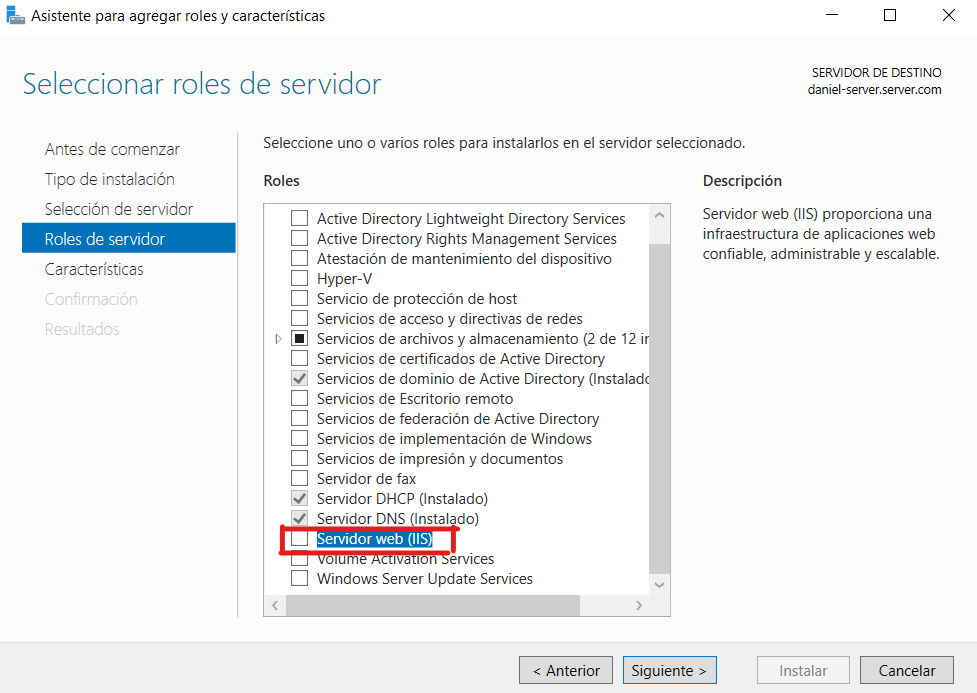 Asistente para agregar roles y características
Seleccionar roles de servidor
SERVIDOR DE DESTINO
daniel-server.server.com
Antes de comenzar
Tipo de instalación
Selección de servidor
Roles de servidor
Características
Confirmación
Resultados
Seleccione uno o varios roles para instalarlos en el servidor seleccionado.
Roles
Active Directory Lightweight Directory Services
Active Directory Rights Management Services
Atestación de mantenimiento del dispositivo
Hyper-V
Servicio de protección de host
Servicios de acceso y directivas de redes
Servicios de archivos y almacenamiento (2 de 12 in
Servicios de certificados de Active Directory
Servicios de dominio de Active Directory (Instalado
Servicios de Escritorio remoto
Servicios de federación de Active Directory
Servicios de implementación de Windows
Servicios de impresión y documentos
Servidor de fax
Servidor DHCP (Instalado)
Servidor DNS (Instalado)
Servidor web (IIS)
Volume Activation Services
Windows Server Update Services
Descripción
Servidor web (IIS) proporciona una
infraestructura de aplicaciones web
confiable, administrable y escalable.
< Anterior
Siguiente >
Instalar
Cancelar